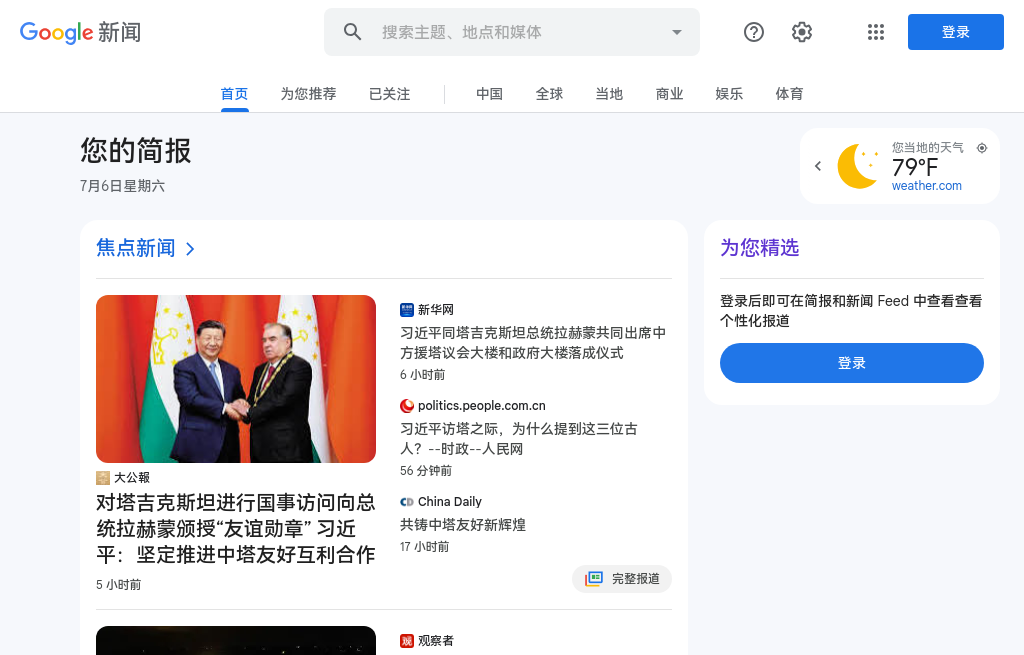 Google 新闻
搜索主题、地点和媒体
登录
首页
为您推荐
已关注
中国
全球
当地
商业
娱乐
体育
您的简报
7月6日星期六
您当地的天气
79°F
weather.com
焦点新闻
大公報
对塔吉克斯坦进行国事访问向总
统拉赫蒙颁授“友谊勋章” 习近
平：坚定推进中塔友好互利合作
5 小时前
新华网
习近平同塔吉克斯坦总统拉赫蒙共同出席中
方援塔议会大楼和政府大楼落成仪式
6 小时前
politics.people.com.cn
习近平访塔之际，为什么提到这三位古
人？--时政--人民网
56 分钟前
China Daily
共铸中塔友好新辉煌
17 小时前
完整报道
观察者
为您精选
登录后即可在简报和新闻 Feed 中查看查看
个性化报道
登录